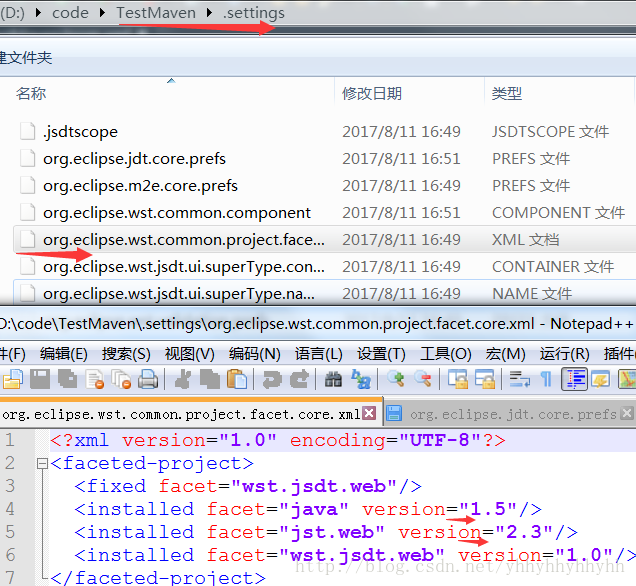 (D:) code TestMaven .settings
建文件夹
名称 修改日期 类型
.jsdtscope 2017/8/11 16:49 JSDTSCOPE 文件
org.eclipse.jdt.core.prefs 2017/8/11 16:51 PREFS 文件
org.eclipse.m2e.core.prefs 2017/8/11 16:49 PREFS 文件
org.eclipse.wst.common.component 2017/8/11 16:51 COMPONENT 文件
org.eclipse.wst.common.project.face... 2017/8/11 16:49 XML 文档
org.eclipse.wst.jsdt.ui.superType.con... 2017/8/11 16:49 CONTAINER 文件
org.eclipse.wst.jsdt.ui.superType.na... 2017/8/11 16:49 NAME 文件
D:\code\TestMaven\.settings\org.eclipse.wst.common.project.facet.core.xml - Notepad++
件(F) 编辑(E) 搜索(S) 视图(V) 编码(N) 语言(L) 设置(T) 工具(O) 宏(M) 运行(R) 插件
org.eclipse.wst.common.project.facet.core.xml org.eclipse.jdt.core.prefs
1 <?xml version="1.0" encoding="UTF-8"?>
2 <faceted-project>
3 <fixed facet="wst.jsdt.web"/>
4 <installed facet="java" version="1.5"/>
5 <installed facet="jst.web" version="2.3"/>
6 <installed facet="wst.jsdt.web" version="1.0"/>
7 </faceted-project>
http://blog.csdn.net/yhhyhhyhhyhh